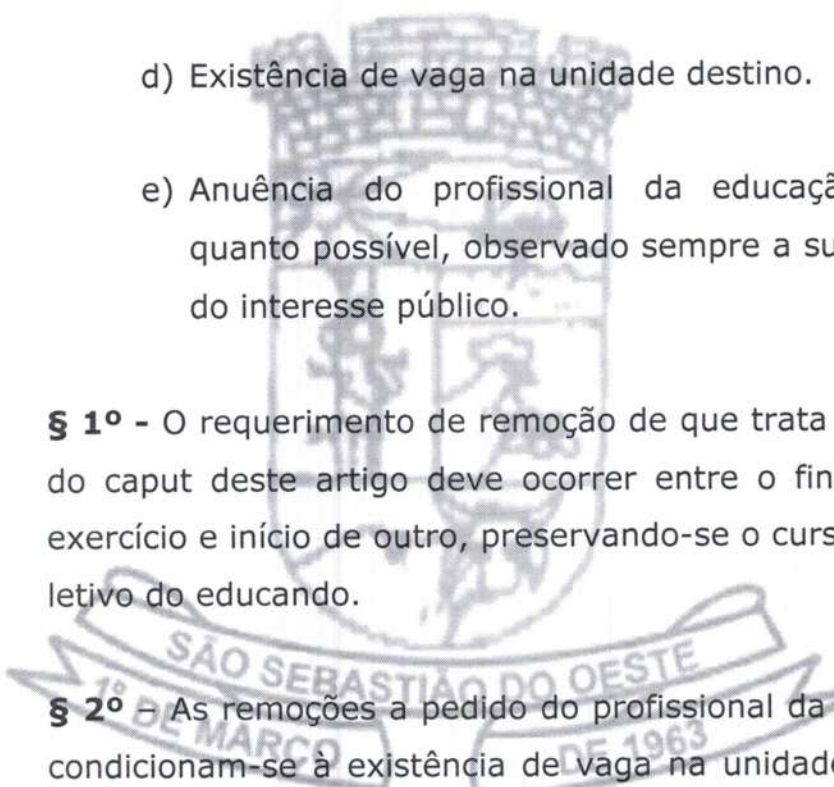 d) Existência de vaga na unidade destino.
e) Anuência do profissional da educaçã
quanto possível, observado sempre a su
do interesse público.
§ 1º - O requerimento de remoção de que trata
do caput deste artigo deve ocorrer entre o fin
exercício e início de outro, preservando-se o curs
letivo do educando.
SÃO SEBASTIÃO DO OESTE
1º DE MARÇO DE 1963
§ 2º – As remoções a pedido do profissional da
condicionam-se à existência de vaga na unidade